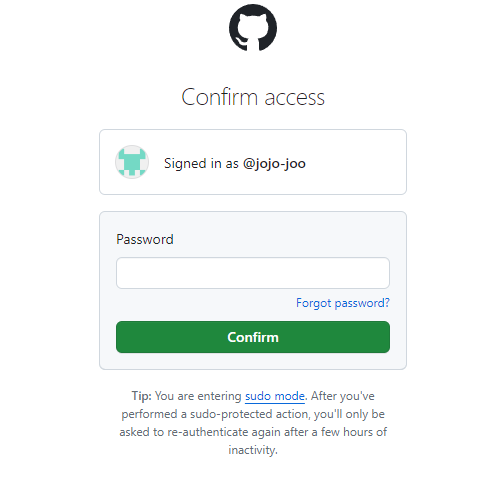 Confirm access
Signed in as @jojo-joo
Password
Forgot password?
Confirm
Tip: You are entering sudo mode. After you've
performed a sudo-protected action, you'll only be
asked to re-authenticate again after a few hours of
inactivity.